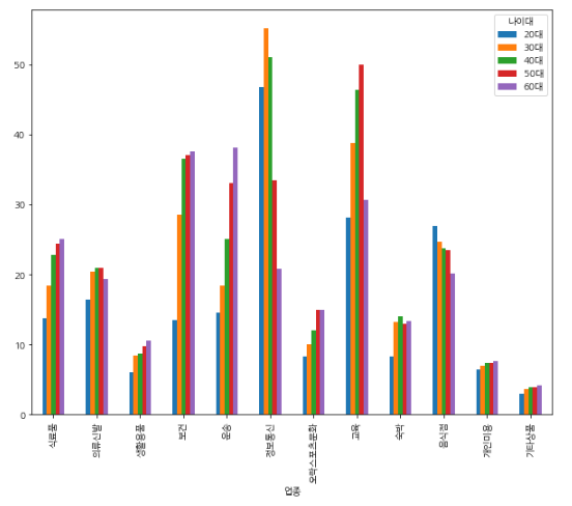 나이대
20대
30대
40대
50대
60대
50
40
30
20
10
0
식료품
의류신발
생활용품
보건
운송
정보통신
오락스포츠문화
교육
숙박
음식점
개인미용
기타상품
업종